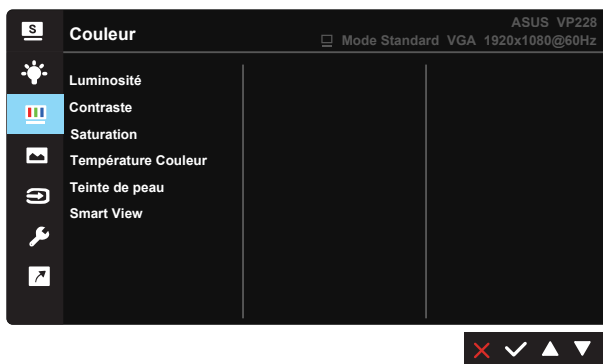 S
Couleur
ASUS VP228
Mode Standard VGA 1920x1080@60Hz
Luminosité
Contraste
Saturation
Température Couleur
Teinte de peau
Smart View